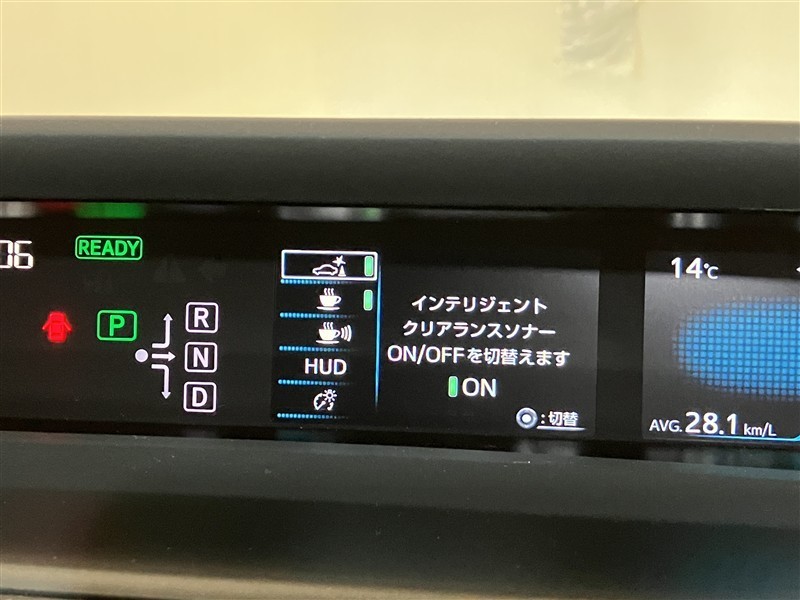 06
READY
P
R
N
D
HUD
インテリジェント
クリアランスソナー
ON/OFFを切替えます
ON
:切替
14℃
AVG. 28.1 km/L